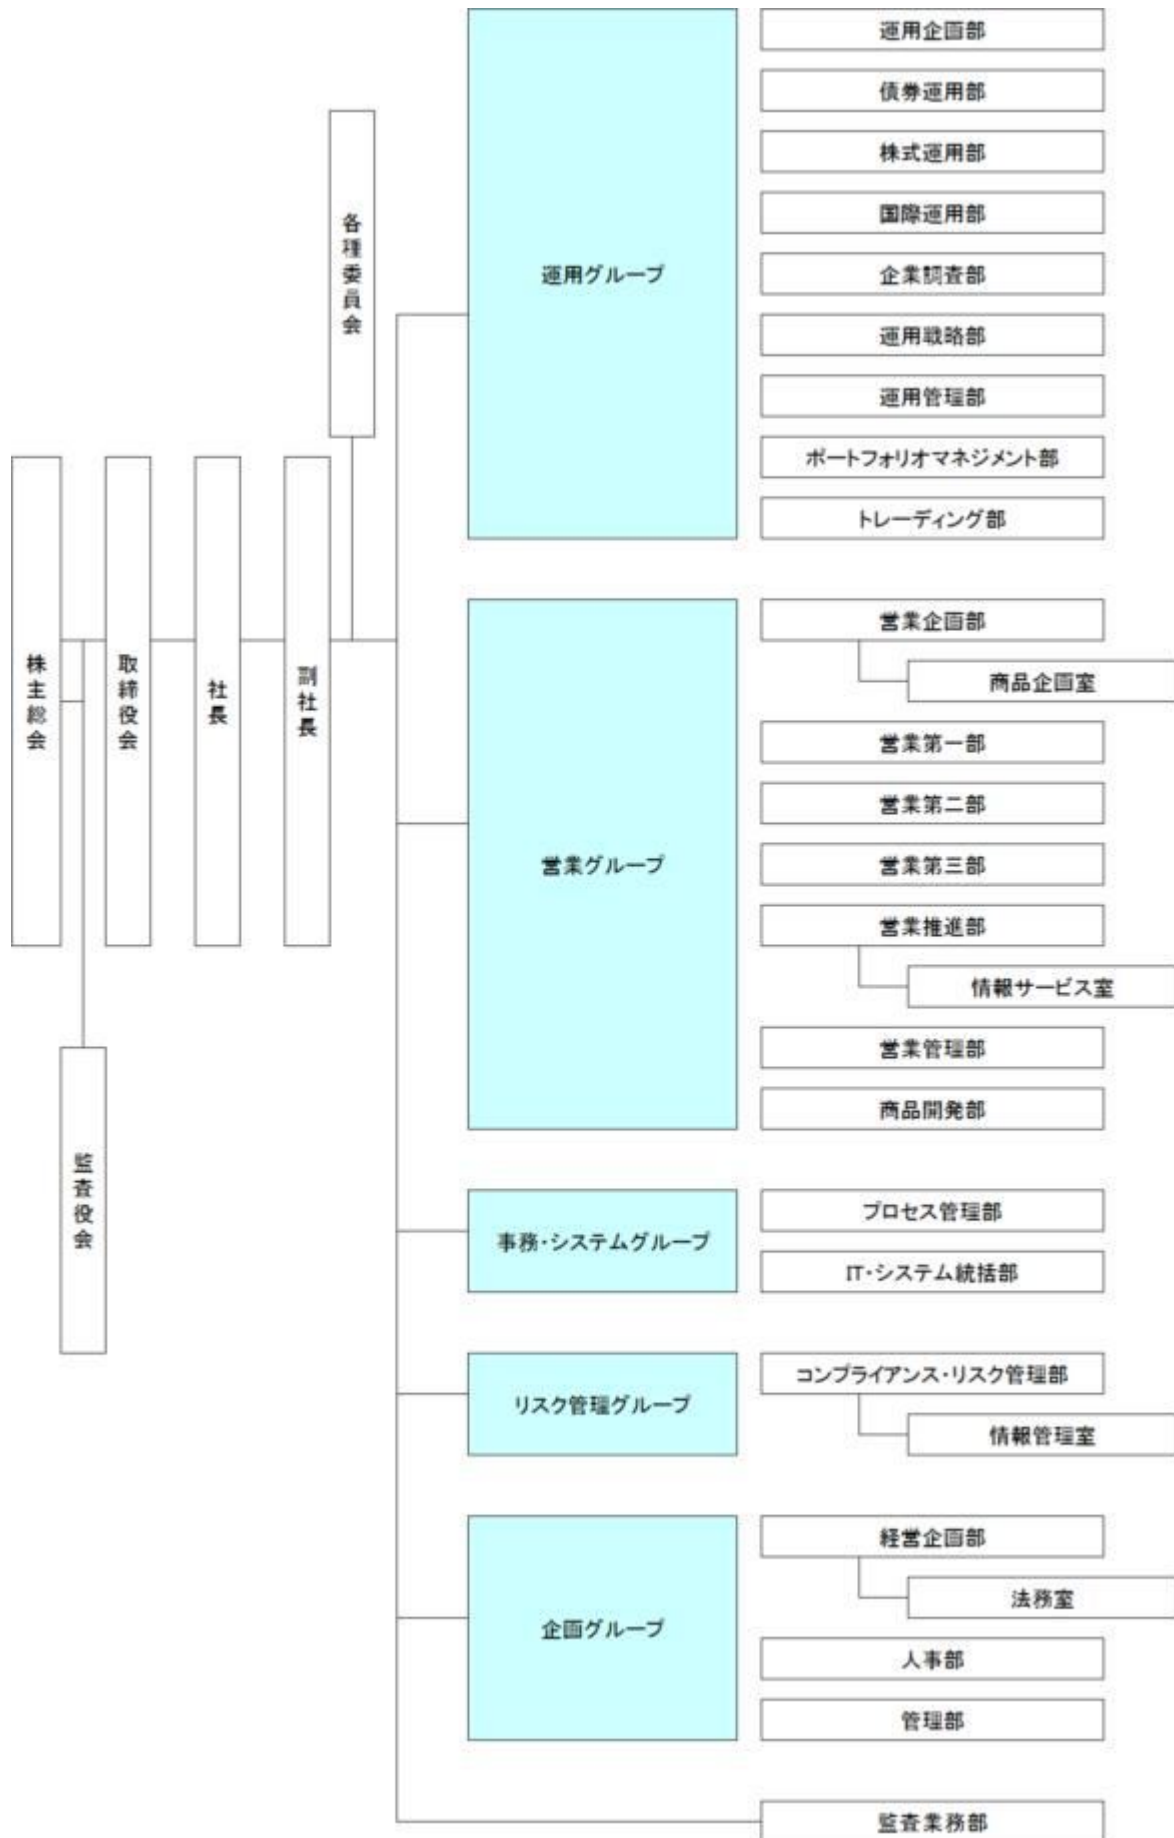 株主総会
監査役会
取締役会
社長
副社長
各種委員会
運用グループ
運用企画部
債券運用部
株式運用部
国際運用部
企業調査部
運用戦略部
運用管理部
ポートフォリオマネジメント部
トレーディング部
営業グループ
営業企画部
商品企画室
営業第一部
営業第二部
営業第三部
営業推進部
情報サービス室
営業管理部
商品開発部
事務・システムグループ
プロセス管理部
IT・システム統括部
リスク管理グループ
コンプライアンス・リスク管理部
情報管理室
企画グループ
経営企画部
法務室
人事部
管理部
監査業務部